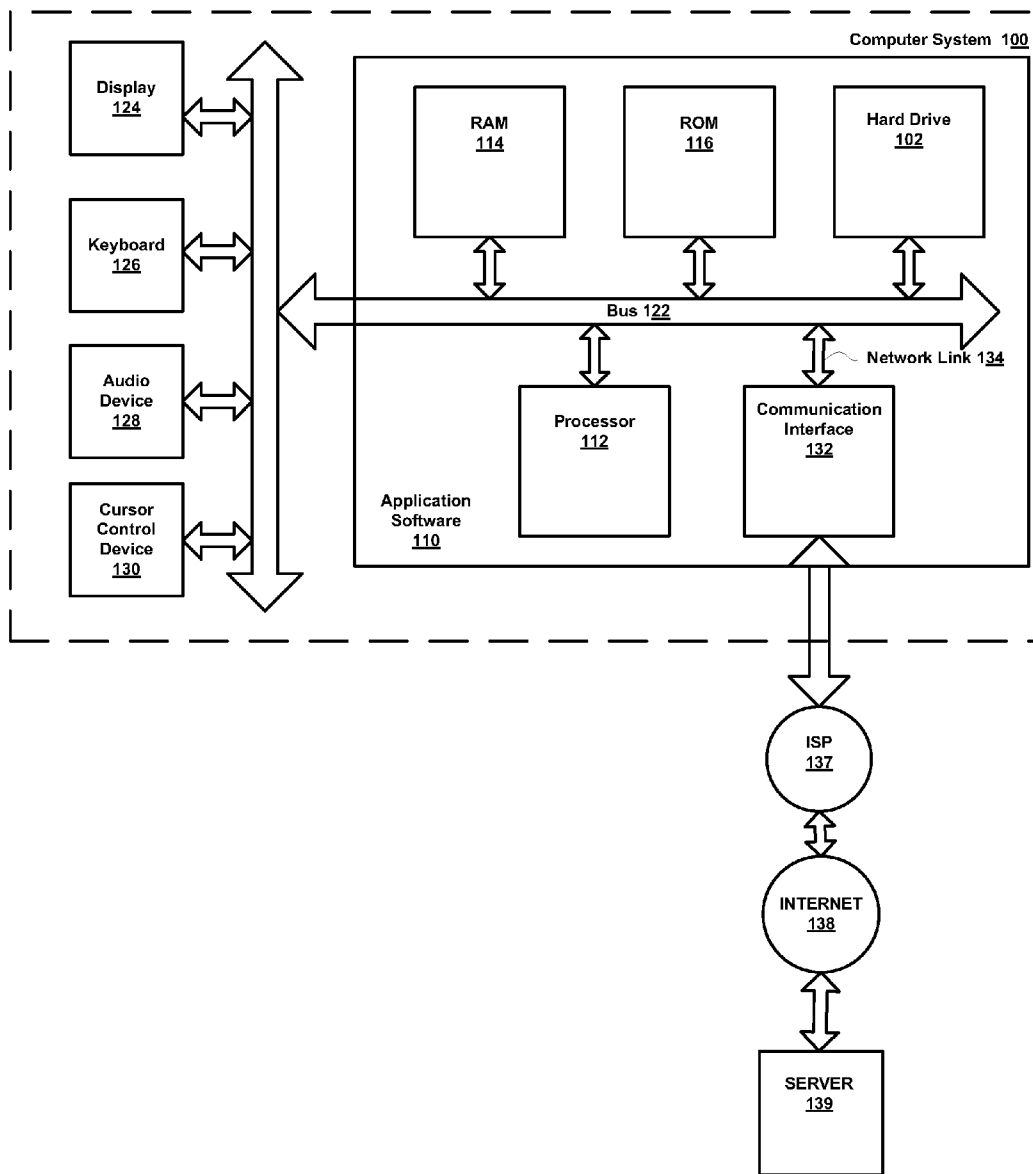 Computer System 100
Display
124
RAM
114
ROM
116
Hard Drive
102
Keyboard
126
Bus 122
Network Link 134
Audio
Device
128
Processor
112
Communication
Interface
132
Cursor
Control
Device
130
Application
Software
110
ISP
137
INTERNET
138
SERVER
139